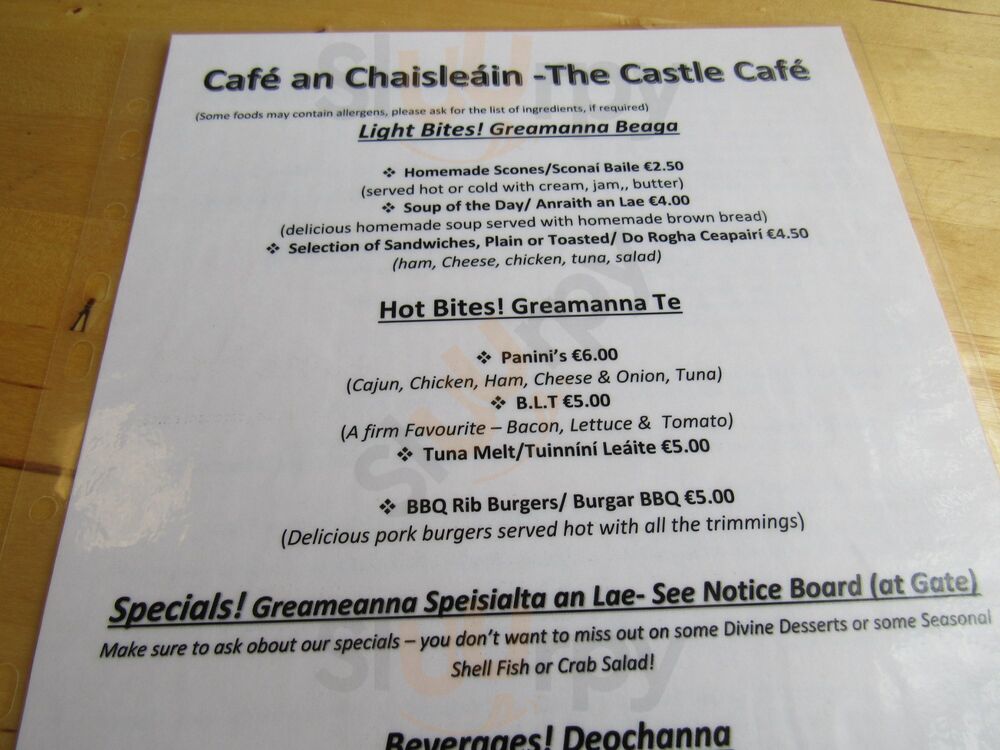 Café an Chaisleáin -The Castle Café
(Some foods may contain allergens, please ask for the list of ingredients, if required)
Light Bites! Greamanna Beaga
❖ Homemade Scones/Sconaí Baile €2.50
(served hot or cold with cream, jam,, butter)
❖ Soup of the Day/ Anraith an Lae €4.00
(delicious homemade soup served with homemade brown bread)
❖ Selection of Sandwiches, Plain or Toasted/ Do Rogha Ceapairí €4.50
(ham, Cheese, chicken, tuna, salad)
Hot Bites! Greamanna Te
❖ Panini's €6.00
(Cajun, Chicken, Ham, Cheese & Onion, Tuna)
❖ B.L.T €5.00
(A firm Favourite – Bacon, Lettuce & Tomato)
❖ Tuna Melt/Tuinníní Leáite €5.00
❖ BBQ Rib Burgers/ Burgar BBQ €5.00
(Delicious pork burgers served hot with all the trimmings)
Specials! Greameanna Speisialta an Lae- See Notice Board (at Gate)
Make sure to ask obout our specials – you don't want to miss out on some Divine Desserts or some Seasonal
Shell Fish or Crab Salad!
Beverages! Deochanna
Slurpy
Slurpy
Slurpy